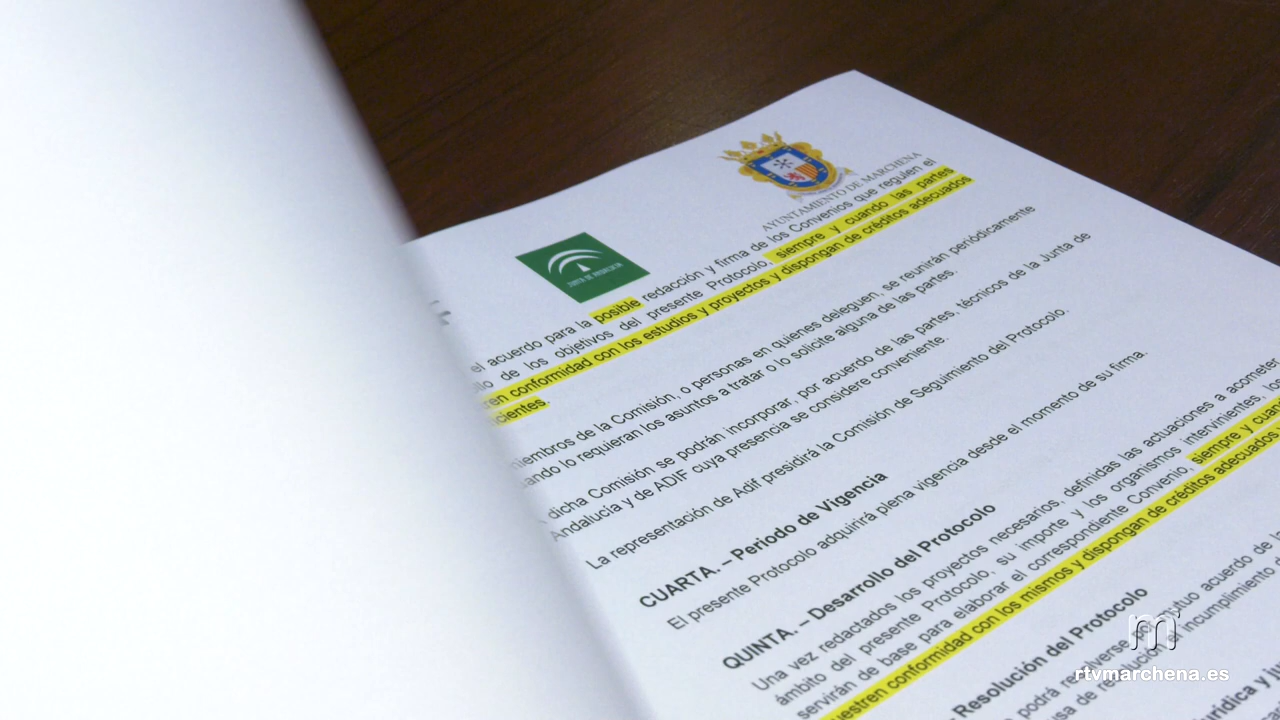 JUNTA DE ANDALUCIA
AYUNTAMIENTO DE MARCHENA
el acuerdo para la posible redacción y firma de los Convenios que regulen el
de los objetivos del presente Protocolo, siempre y cuando las partes
conformidad con los estudios y proyectos y dispongan de créditos adecuados
miembros de la Comisión, o personas en quienes deleguen, se reunirán periódicamente
lo requieran los asuntos a tratar o lo solicite alguna de las partes.
dicha Comisión se podrán incorporar, por acuerdo de las partes, técnicos de la Junta de
Andalucía y de ADIF cuya presencia se considere conveniente.
La representación de Adif presidirá la Comisión de Seguimiento del Protocolo.
CUARTA. – Periodo de Vigencia
El presente Protocolo adquirirá plena vigencia desde el momento de su firma.
QUINTA. – Desarrollo del Protocolo
Una vez redactados los proyectos necesarios, definidas las actuaciones a acometer
ámbito del presente Protocolo, su importe y los organismos intervinientes,
servirán de base para elaborar el correspondiente Convenio, siempre y
conformidad con los mismos y dispongan de créditos adecuados
Resolución del Protocolo
podrá acuerdo de
de incumplimiento
m
rtvmarchena.es